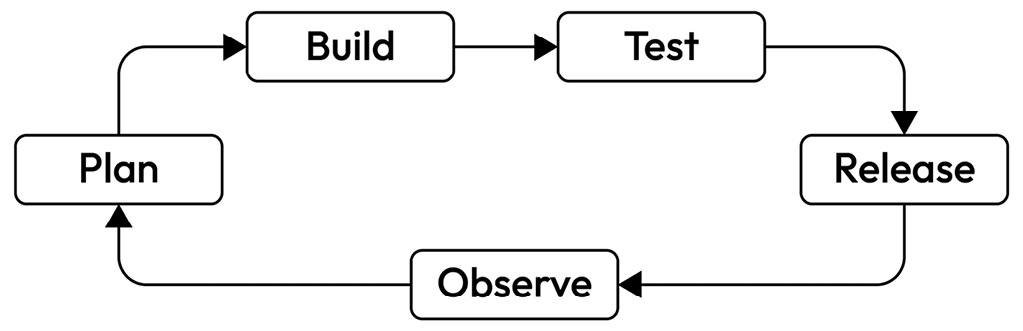 Build
Test
Plan
Release
Observe